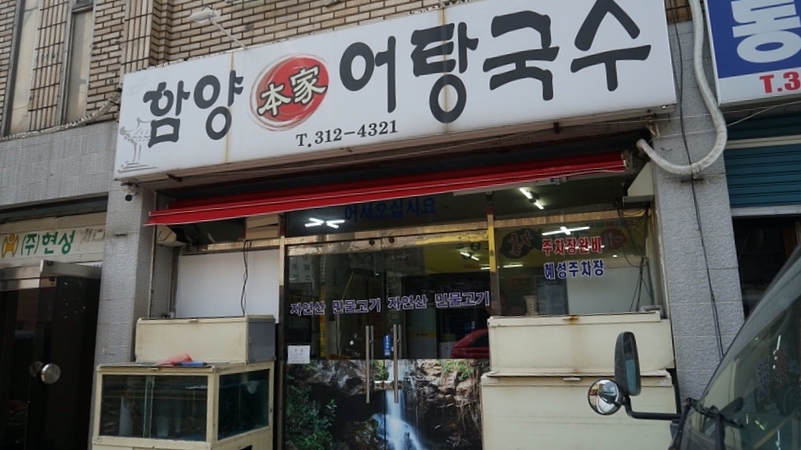 함양 本家 어탕국수
T.312-4321
동
T.3
(주)현성
어서오십시요
주차장완비
혜성주차장
자연산 민물고기 자연산 민물고기